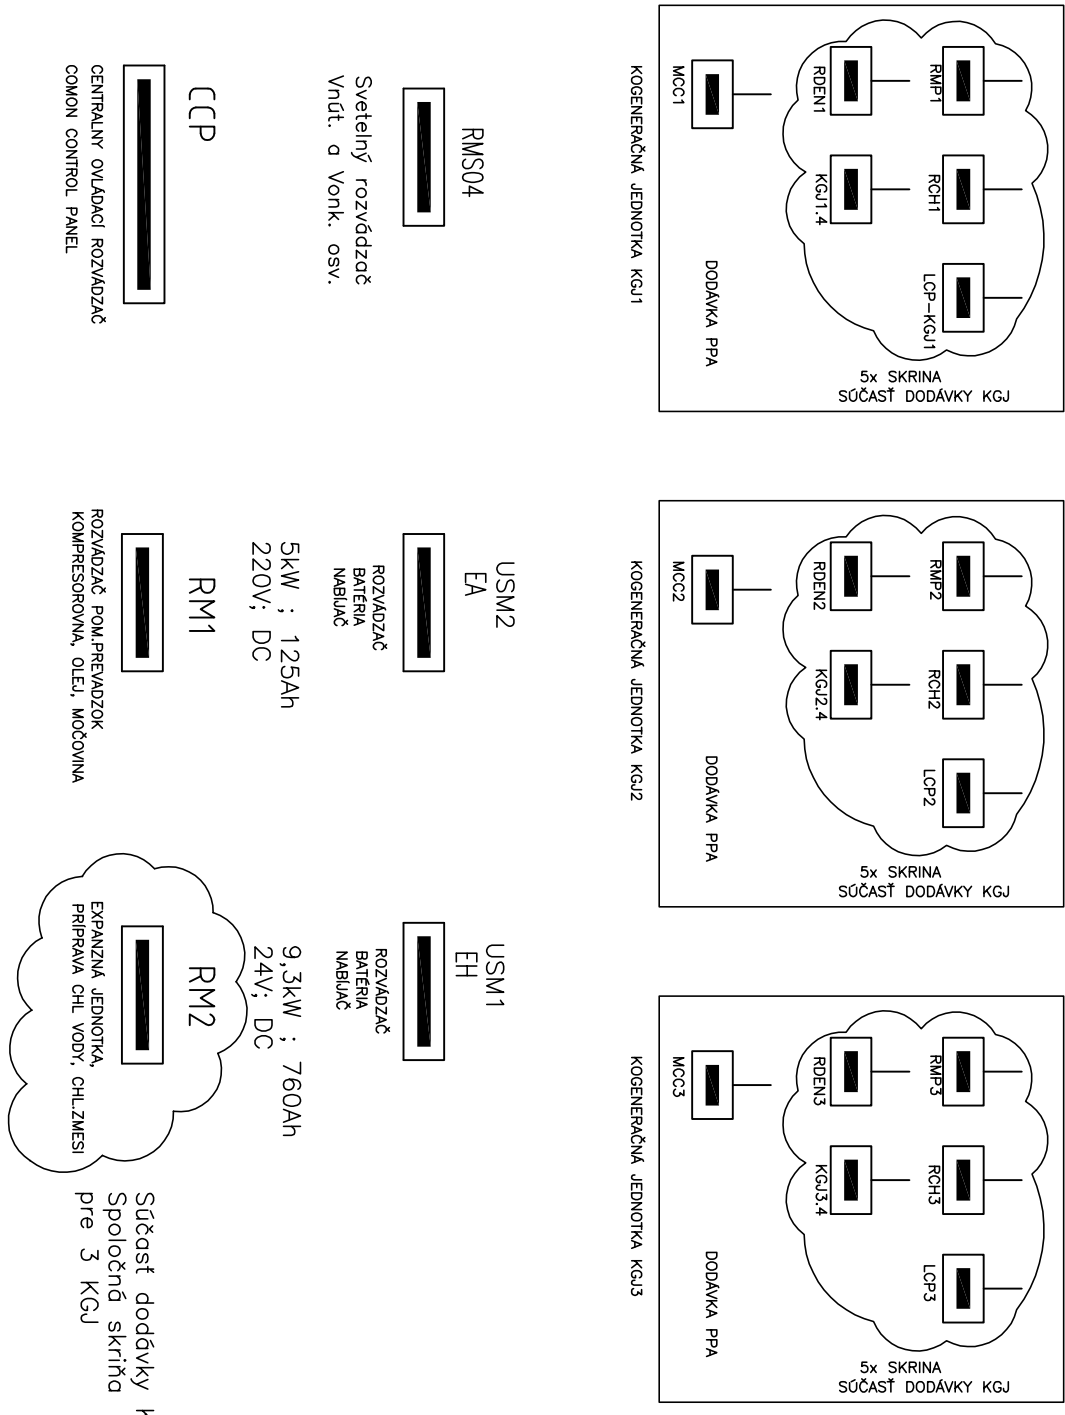 RMP1
RCH1
LCP-KGJ1
RDEN1
KGJ1.4
MCC1
DODÁVKA PPA
5x SKRINA
SÚČASŤ DODÁVKY KGJ
KOGENERAČNÁ JEDNOTKA KGJ1
RMP2
RCH2
LCP2
RDEN2
KGJ2.4
MCC2
DODÁVKA PPA
5x SKRINA
SÚČASŤ DODÁVKY KGJ
KOGENERAČNÁ JEDNOTKA KGJ2
RMP3
RCH3
LCP3
RDEN3
KGJ3.4
MCC3
DODÁVKA PPA
5x SKRINA
SÚČASŤ DODÁVKY KGJ
KOGENERAČNÁ JEDNOTKA KGJ3
RMS04
Svetelný rozvádzač
Vnút. a Vonk. osv.
USM2
EA
ROZVÁDZAČ
BATÉRIA
NABÍJAČ
5kW ; 125Ah
220V; DC
USM1
EH
ROZVÁDZAČ
BATÉRIA
NABÍJAČ
9,3kW ; 760Ah
24V; DC
CCP
CENTRALNY OVLÁDACÍ ROZVÁDZAČ
COMON CONTROL PANEL
RM1
ROZVÁDZAČ POM.PREVADZOK
KOMPRESOROVNA, OLEJ, MOČOVINA
RM2
EXPANZNÁ JEDNOTKA,
PRIPRAVA CHL VODY, CHL.ZMESI
Súčasť dodávky
Spoločná skriňa
pre 3 KGJ